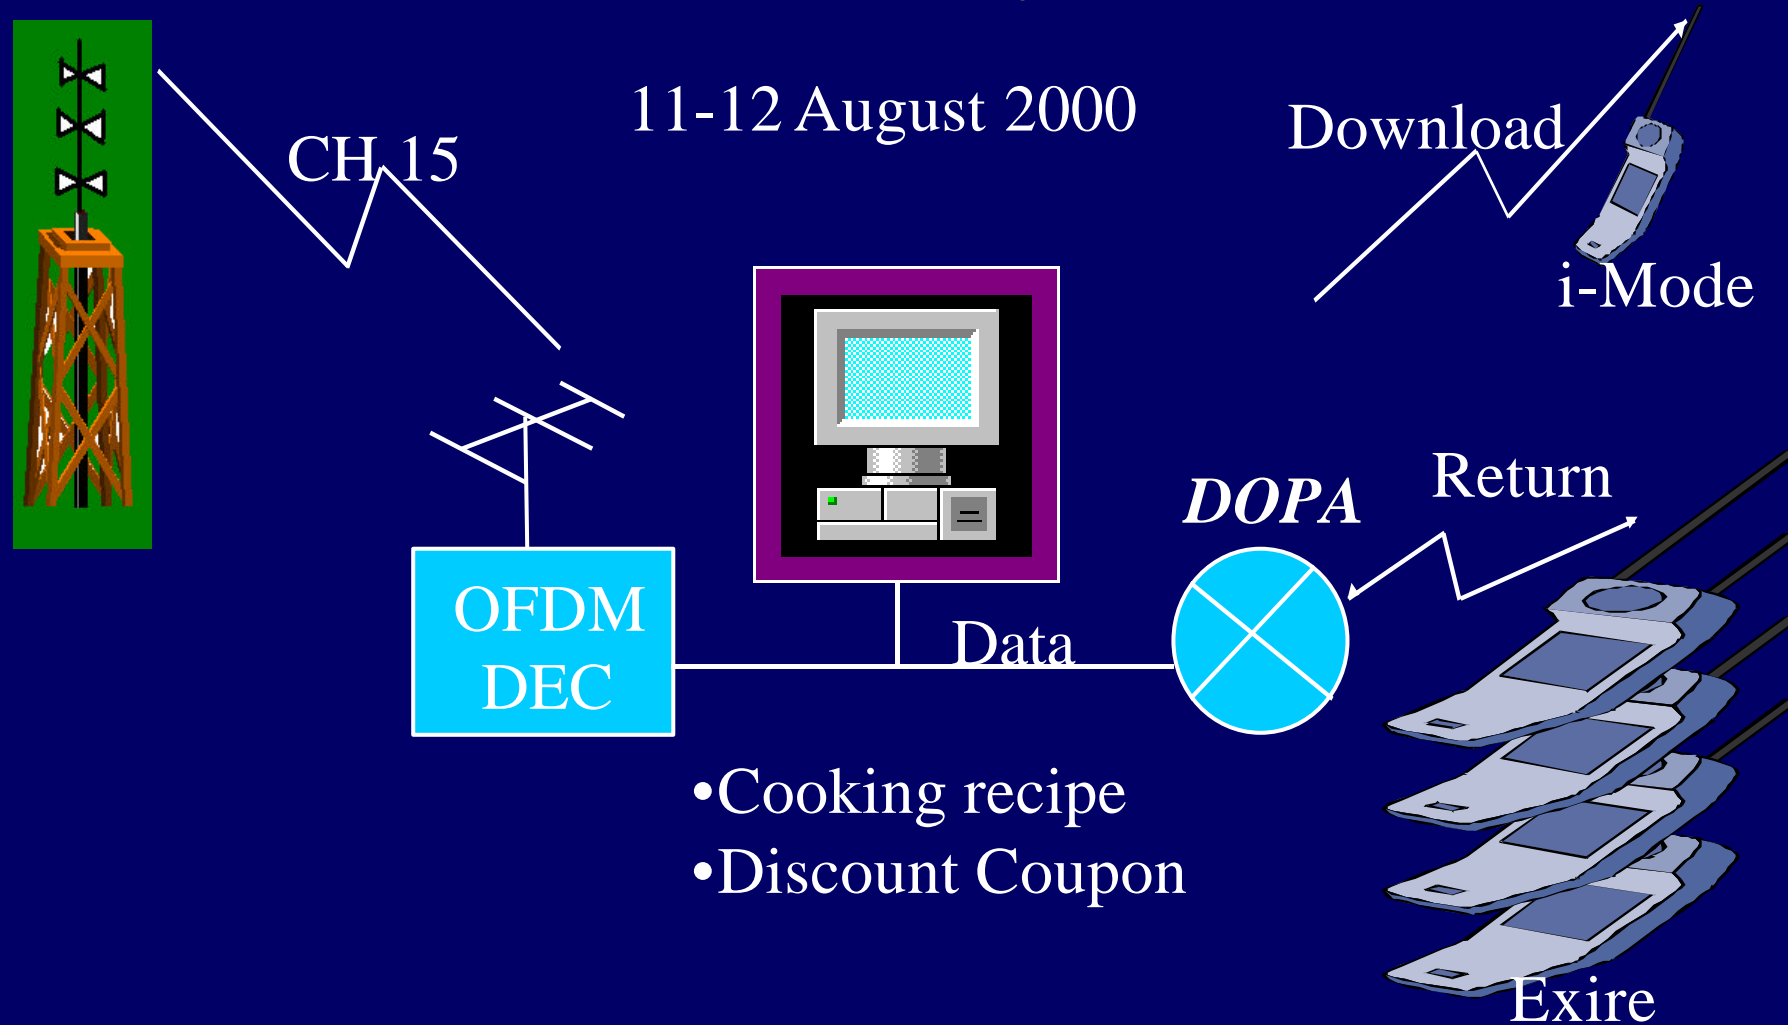 11-12 August 2000
CH 15
Download
i-Mode
DOPA
Return
OFDM
DEC
Data
•Cooking recipe
•Discount Coupon
Exire